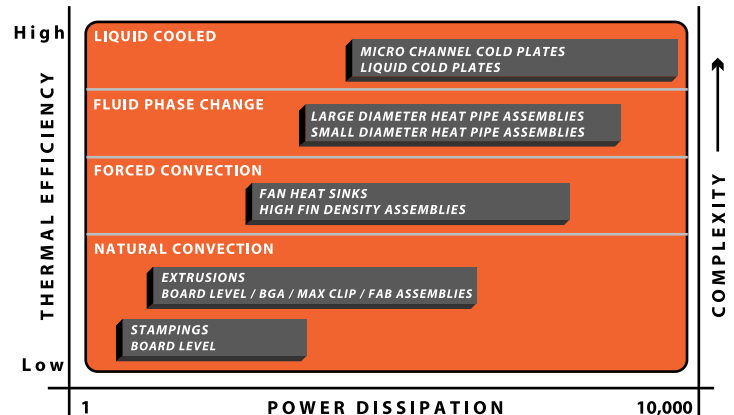 High
LIQUID COOLED
MICRO CHANNEL COLD PLATES
LIQUID COLD PLATES
FLUID PHASE CHANGE
LARGE DIAMETER HEAT PIPE ASSEMBLIES
SMALL DIAMETER HEAT PIPE ASSEMBLIES
FORCED CONVECTION
FAN HEAT SINKS
HIGH FIN DENSITY ASSEMBLIES
NATURAL CONVECTION
EXTRUSIONS
BOARD LEVEL / BGA / MAX CLIP / FAB ASSEMBLIES
STAMPINGS
BOARD LEVEL
Low
THERMAL EFFICIENCY
COMPLEXITY
1 POWER DISSIPATION 10,000